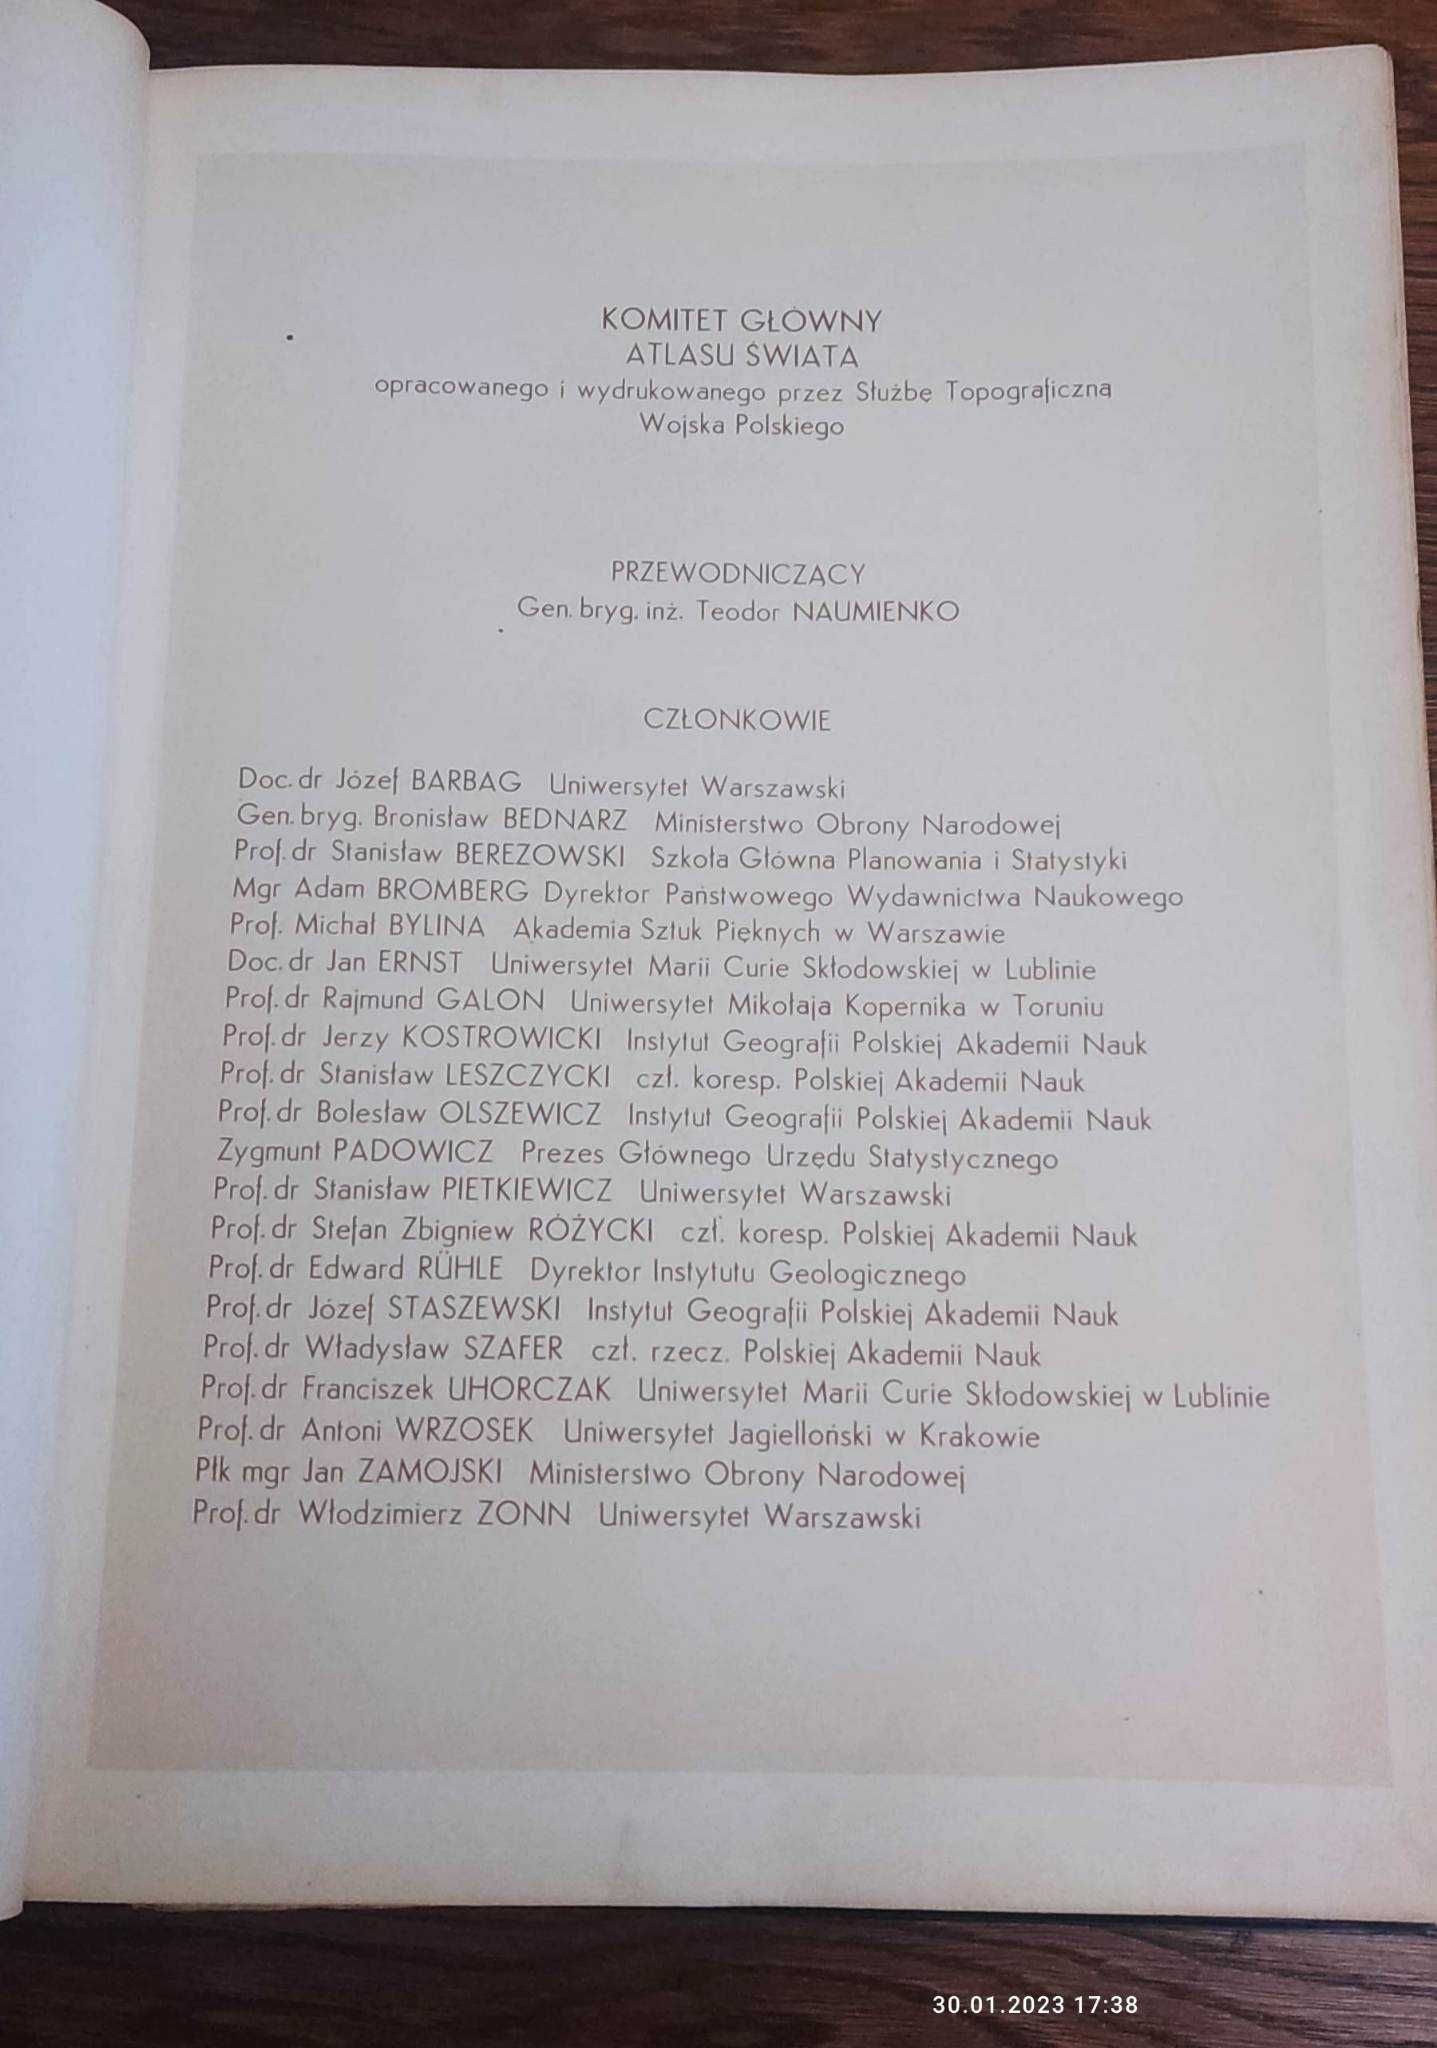 KOMITET GŁÓWNY
ATLASU ŚWIATA
opracowanego i wydrukowanego przez Służbę Topograficzną
Wojska Polskiego
PRZEWODNICZĄCY
Gen. bryg. inż. Teodor NAUMIENKO
CZŁONKOWIE
Doc. dr Józef BARBAG Uniwersytet Warszawski
Gen. bryg. Bronisław BEDNARZ Ministerstwo Obrony Narodowej
Prof. dr Stanisław BEREZOWSKI Szkoła Główna Planowania i Statystyki
Mgr Adam BROMBERG Dyrektor Państwowego Wydawnictwa Naukowego
Prof. Michał BYLINA Akademia Sztuk Pięknych w Warszawie
Doc. dr Jan ERNST Uniwersytet Marii Curie Skłodowskiej w Lublinie
Prof. dr Rajmund GALON Uniwersytet Mikołaja Kopernika w Toruniu
Prof. dr Jerzy KOSTROWICKI Instytut Geografii Polskiej Akademii Nauk
Prof. dr Stanisław LESZCZYCKI czł. koresp. Polskiej Akademii Nauk
Prof. dr Bolesław OLSZEWICZ Instytut Geografii Polskiej Akademii Nauk
Zygmunt PADOWICZ Prezes Głównego Urzędu Statystycznego
Prof. dr Stanisław PIETKIEWICZ Uniwersytet Warszawski
Prof. dr Stefan Zbigniew RÓŻYCKI czł. koresp. Polskiej Akademii Nauk
Prof. dr Edward RÜHLE Dyrektor Instytutu Geologicznego
Prof. dr Józef STASZEWSKI Instytut Geografii Polskiej Akademii Nauk
Prof. dr Władysław SZAFER czł. rzecz. Polskiej Akademii Nauk
Prof. dr Franciszek UHORCZAK Uniwersytet Marii Curie Skłodowskiej w Lublinie
Prof. dr Antoni WRZOSEK Uniwersytet Jagielloński w Krakowie
Płk mgr Jan ZAMOJSKI Ministerstwo Obrony Narodowej
Prof. dr Włodzimierz ZONN Uniwersytet Warszawski
30.01.2023 17:38